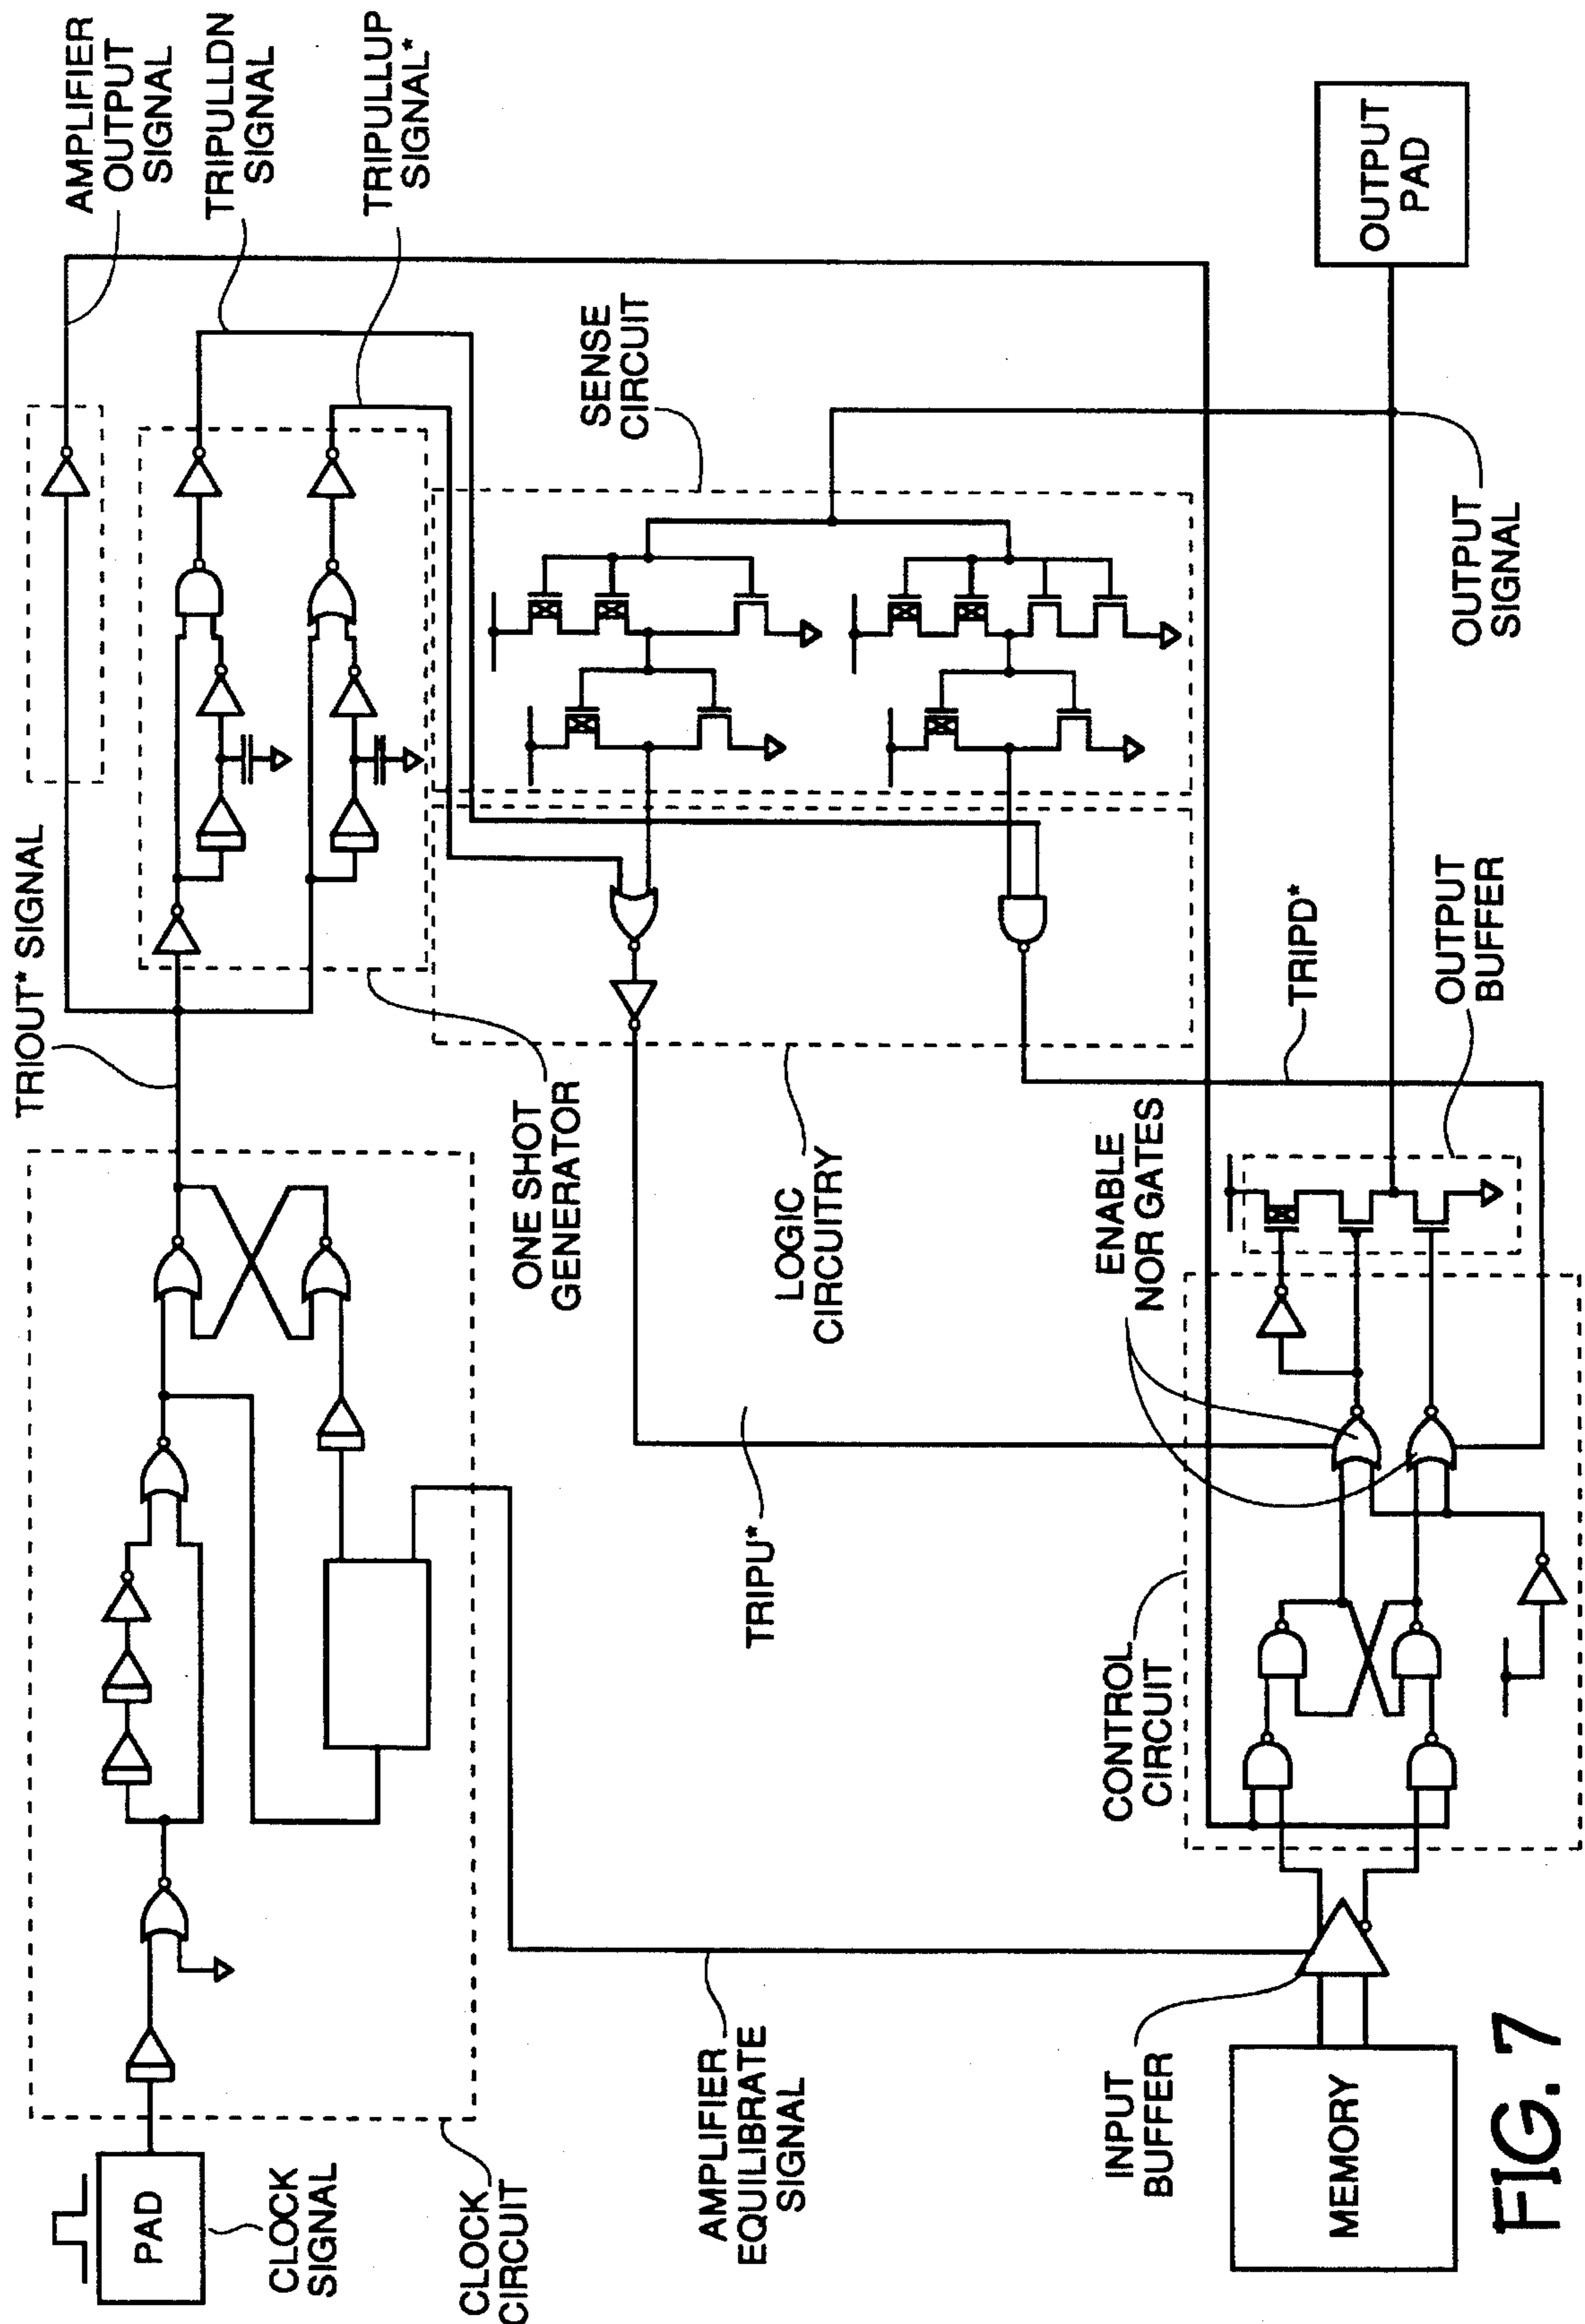 PAD
CLOCK
SIGNAL
CLOCK
CIRCUIT
TRIOUT* SIGNAL
AMPLIFIER
OUTPUT
SIGNAL
TRIPULLDN
SIGNAL
TRIPULLUP
SIGNAL*
ONE SHOT
GENERATOR
SENSE
CIRCUIT
LOGIC
CIRCUITRY
TRIPU*
AMPLIFIER
EQUILIBRATE
SIGNAL
INPUT
BUFFER
MEMORY
CONTROL
CIRCUIT
ENABLE
NOR GATES
TRIPD*
OUTPUT
BUFFER
OUTPUT
SIGNAL
OUTPUT
PAD
FIG. 7